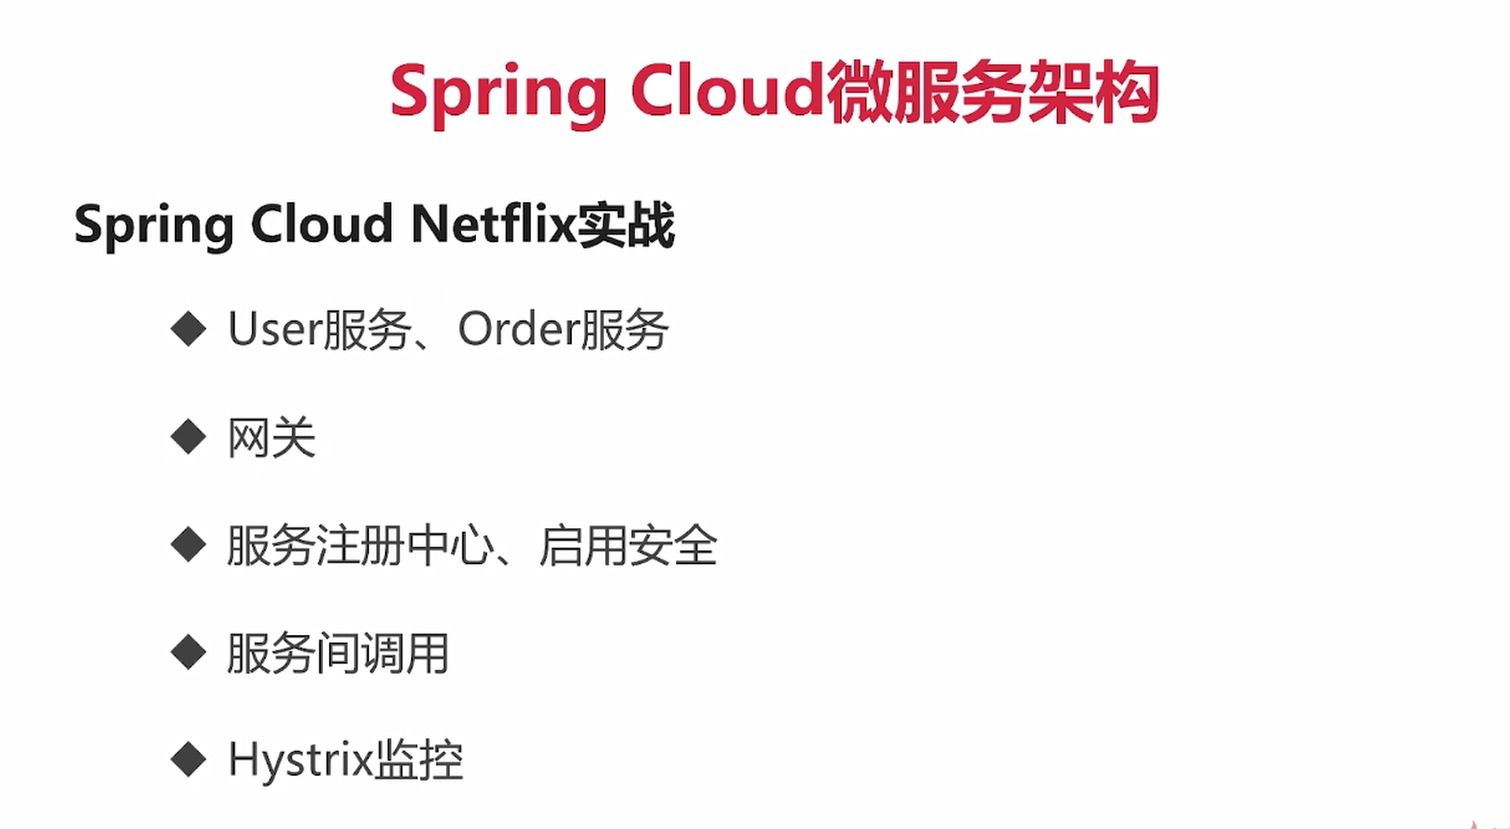 Spring Cloud微服务架构
Spring Cloud Netflix实战
◆ User服务、Order服务
◆ 网关
◆ 服务注册中心、启用安全
◆ 服务间调用
◆ Hystrix监控